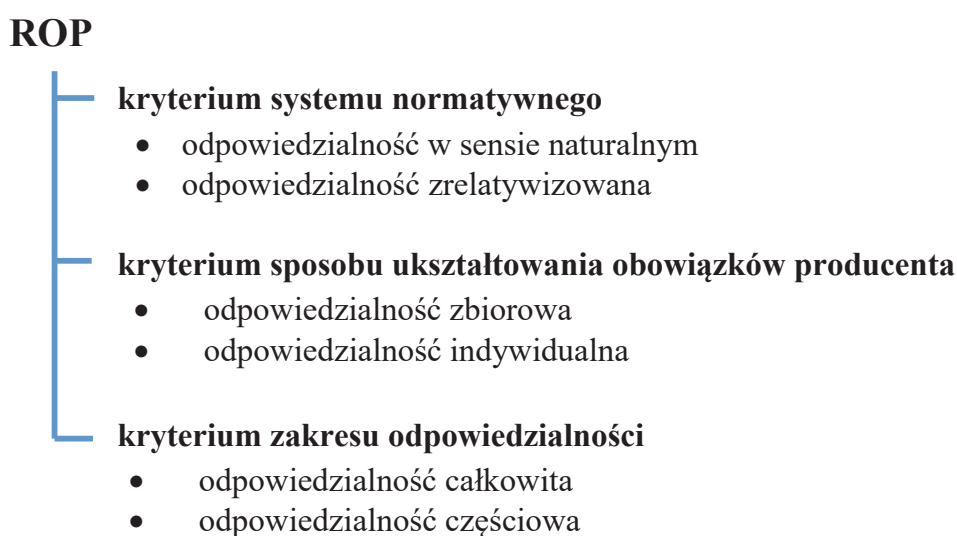 ROP
kryterium systemu normatywnego
• odpowiedzialność w sensie naturalnym
• odpowiedzialność zrelatywizowana
kryterium sposobu ukształtowania obowiązków producenta
• odpowiedzialność zbiorowa
• odpowiedzialność indywidualna
kryterium zakresu odpowiedzialności
• odpowiedzialność całkowita
• odpowiedzialność częściowa